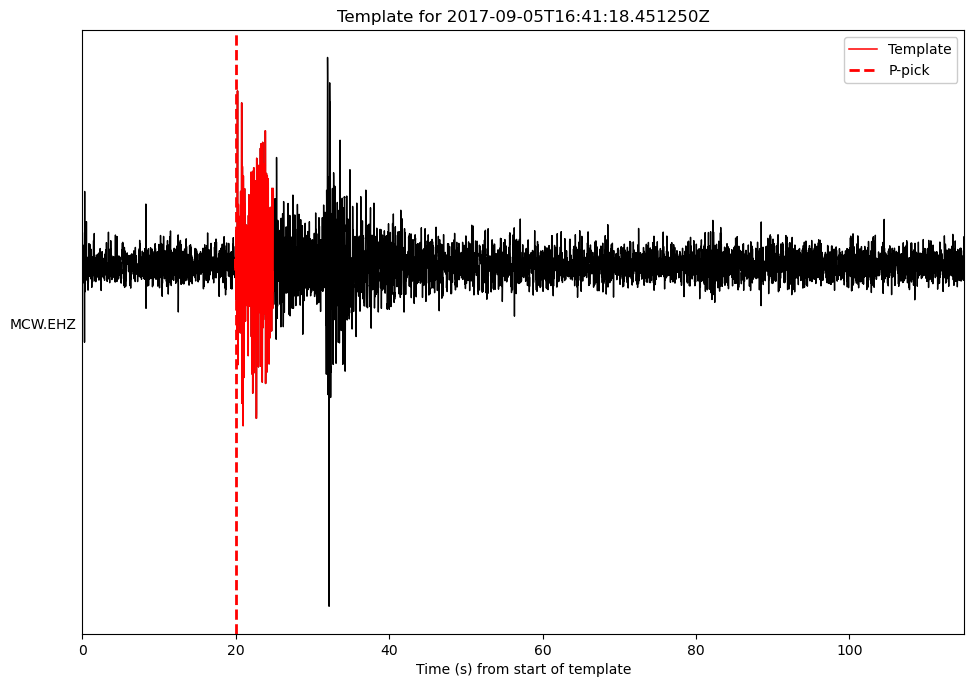 Template for 2017-09-05T16:41:18.451250Z
Template
P-pick
MCW.EHZ
0 20 40 60 80 100
Time (s) from start of template